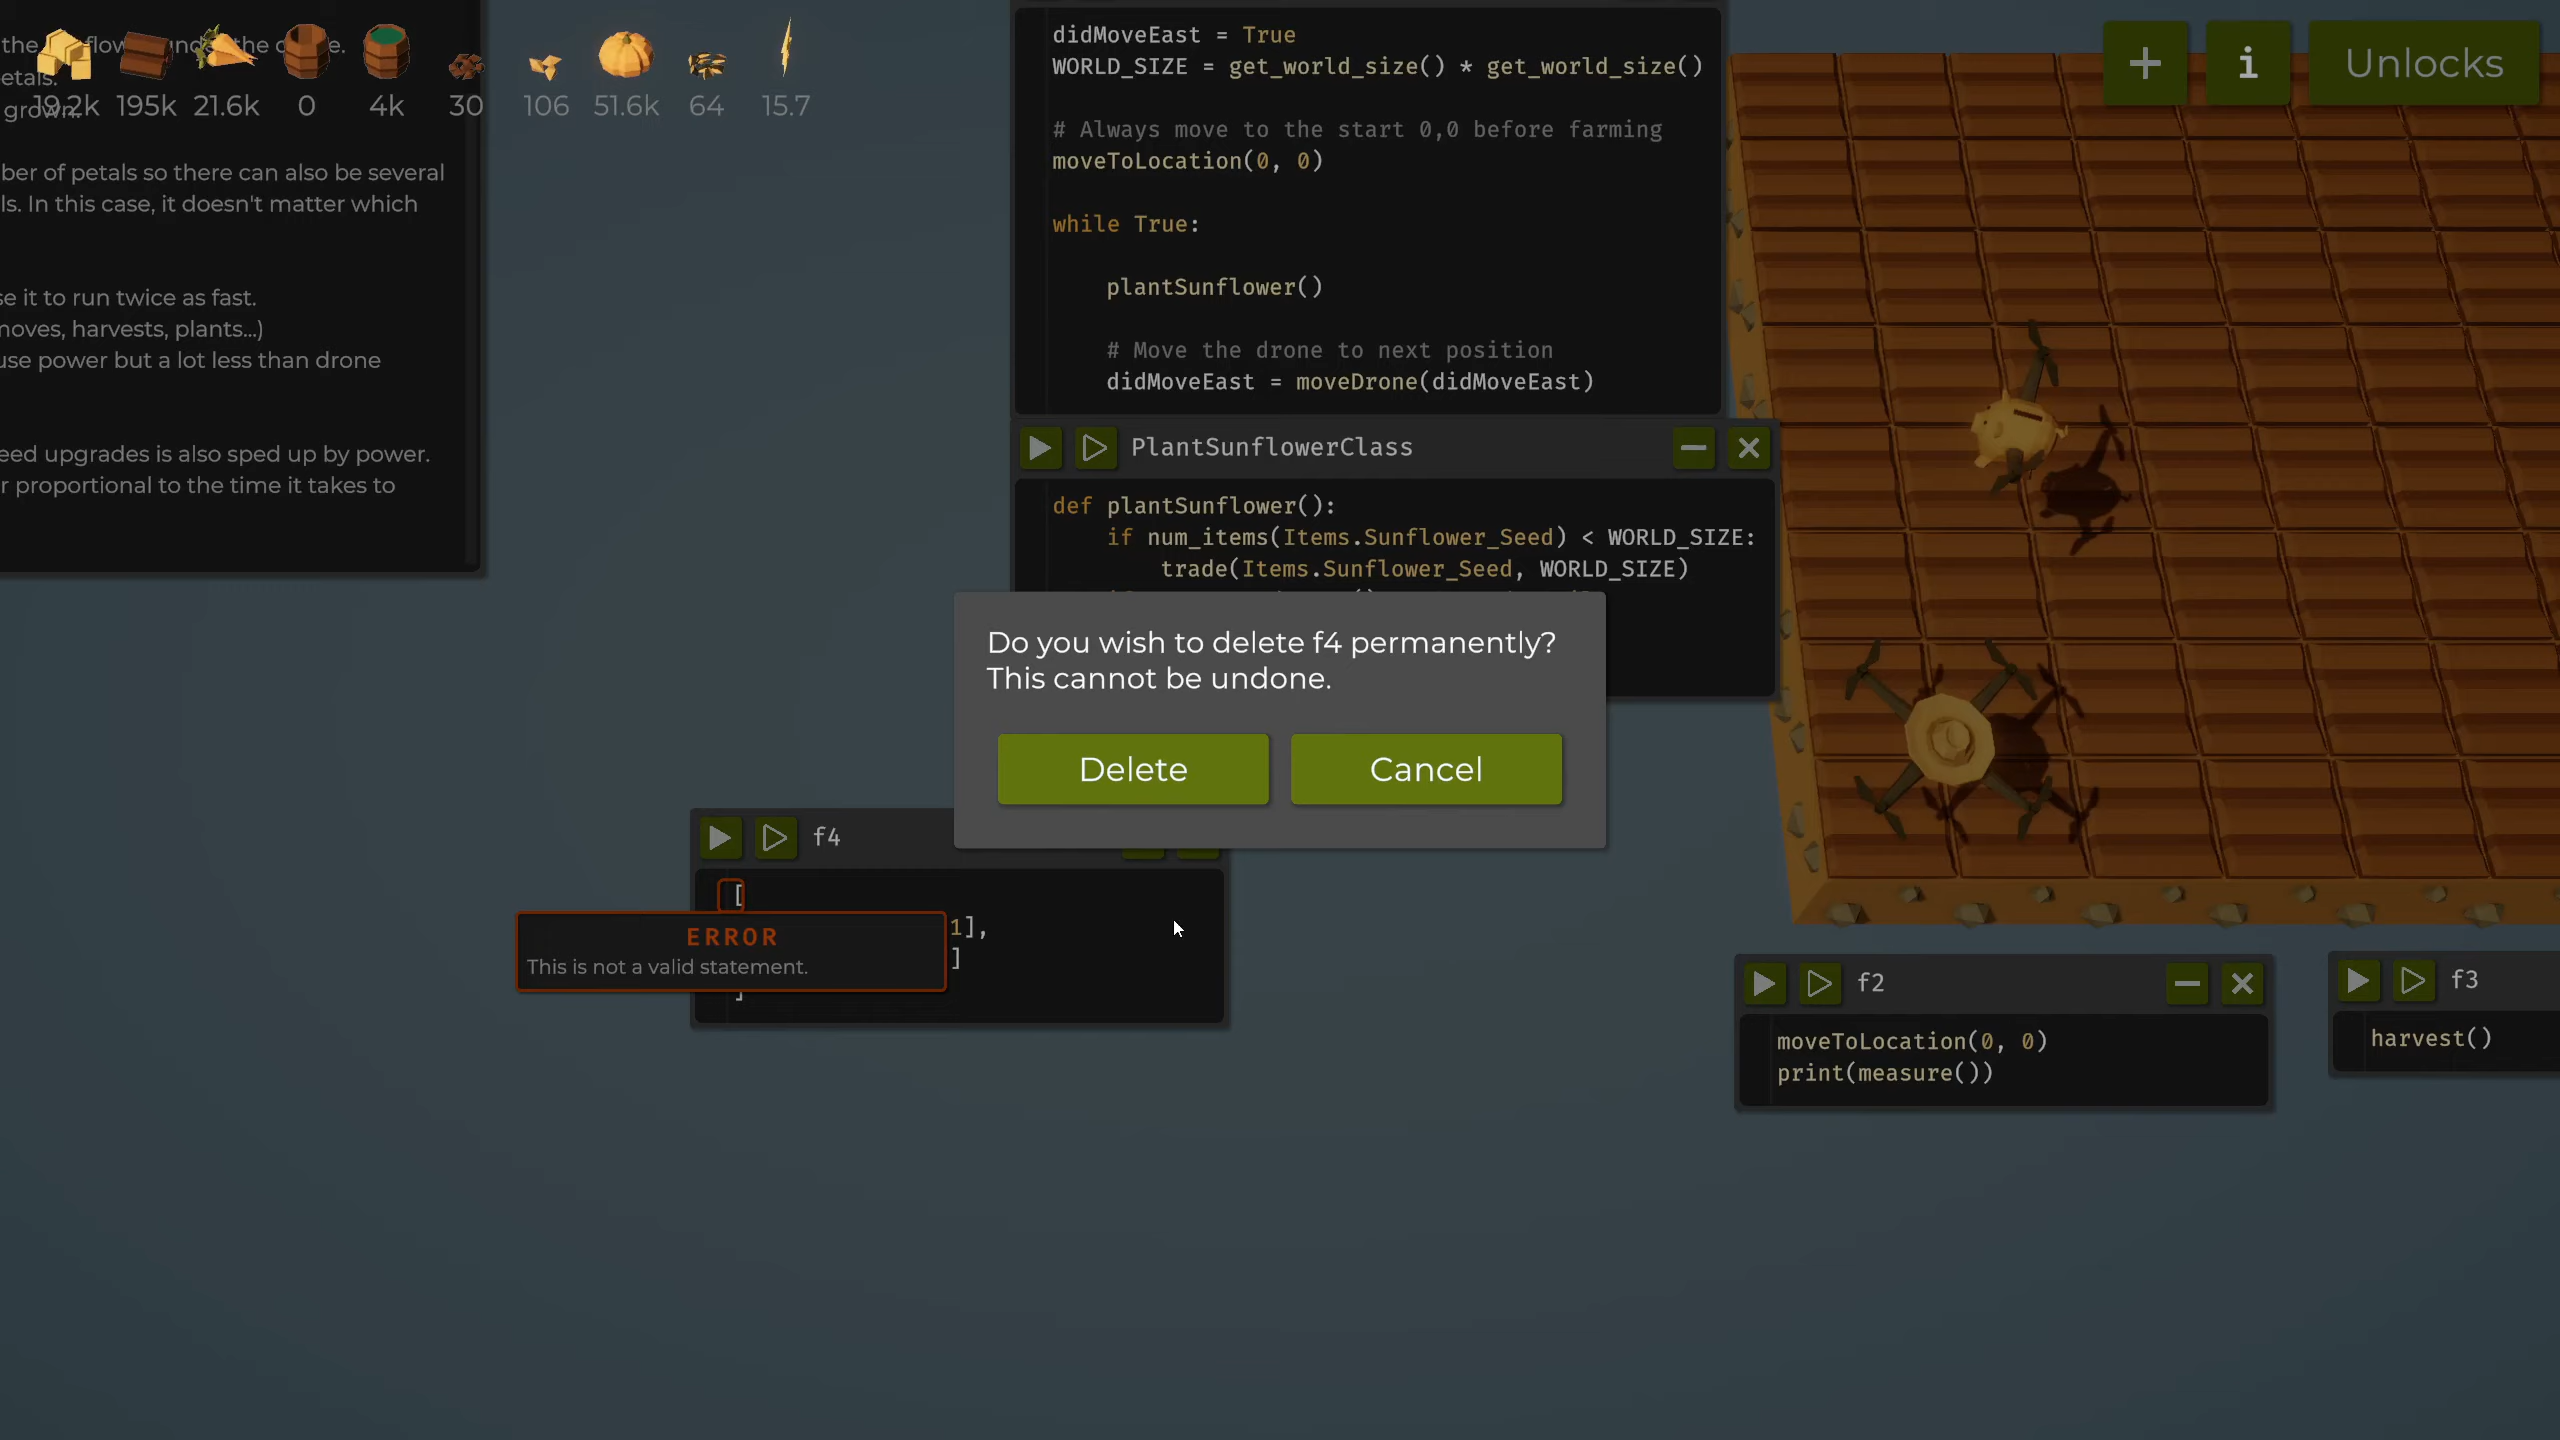 the
flow
und
the
e.
etals.
19.2k 195k 21.6k 0 4k 30 106 51.6k 64 15.7
grown.
ber of petals so there can also be several
ls. In this case, it doesn't matter which
se it to run twice as fast.
moves, harvests, plants...)
use power but a lot less than drone
eed upgrades is also sped up by power.
r proportional to the time it takes to
didMoveEast = True
WORLD_SIZE = get_world_size() * get_world_size()
# Always move to the start 0,0 before farming
moveToLocation(0, 0)
while True:
plantSunflower()
# Move the drone to next position
didMoveEast = moveDrone(didMoveEast)
+ i Unlocks
PlantSunflowerClass
def plantSunflower():
if num_items(Items.Sunflower_Seed) < WORLD_SIZE:
trade(Items.Sunflower_Seed, WORLD_SIZE)
Do you wish to delete f4 permanently?
This cannot be undone.
Delete Cancel
f4
[
1],
]
]
ERROR
This is not a valid statement.
f2
moveToLocation(0, 0)
print(measure())
f3
harvest()